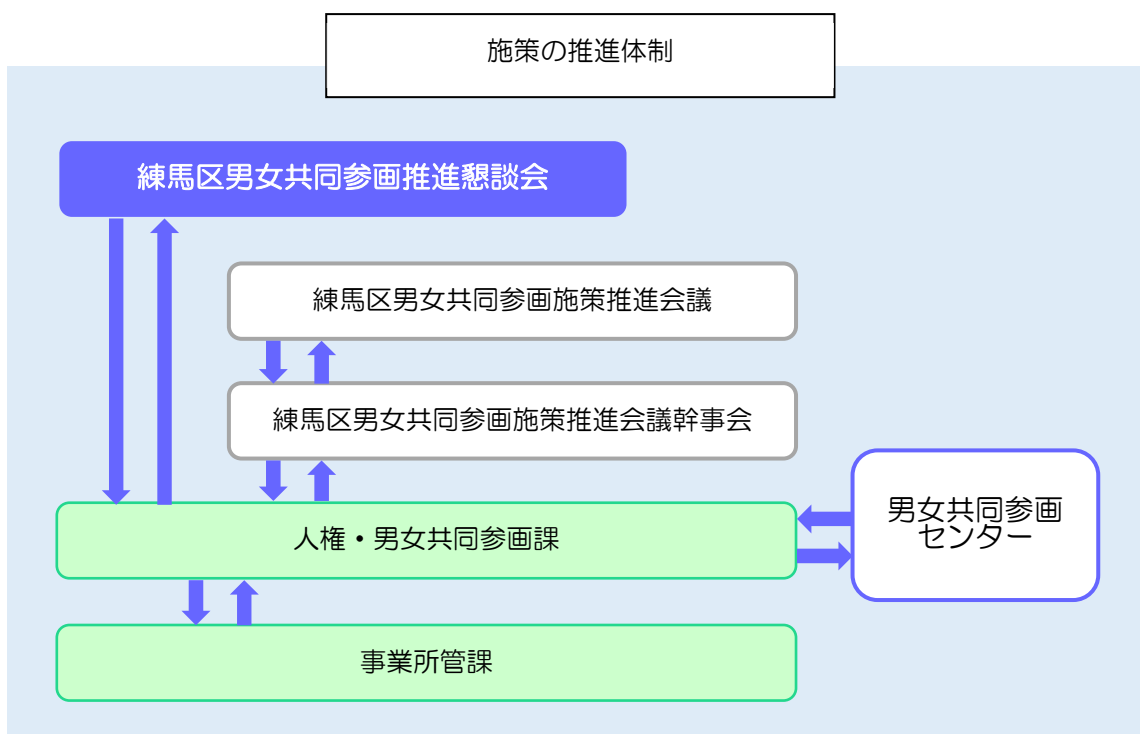 施策の推進体制
練馬区男女共同参画推進懇談会
練馬区男女共同参画施策推進会議
練馬区男女共同参画施策推進会議幹事会
人権・男女共同参画課
男女共同参画
センター
事業所管課